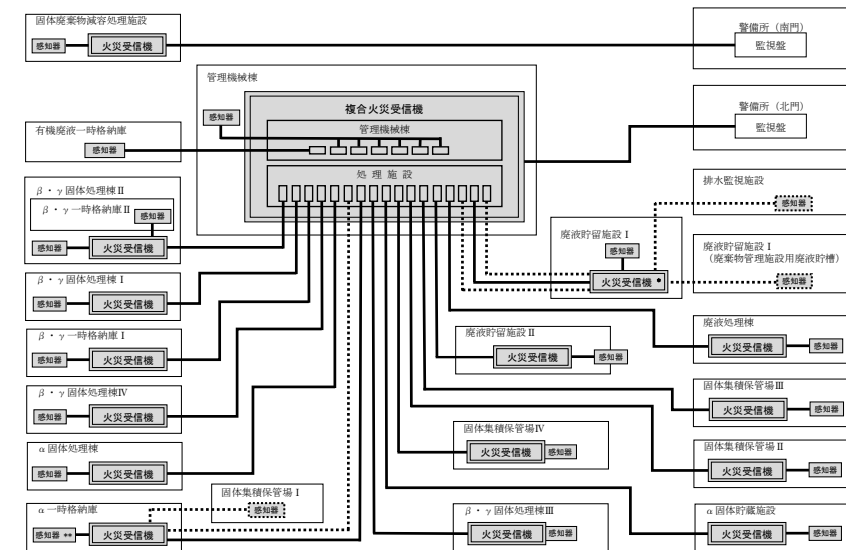 固体廃棄物減容処理施設
感知器
火災受信機
警備所（南門）
監視盤
管理機械棟
感知器
複合火災受信機
管理機械棟
処理施設
警備所（北門）
監視盤
有機廃液一時格納庫
感知器
β・γ固体処理棟Ⅱ
β・γ一時格納庫Ⅱ
感知器
感知器
火災受信機
排水監視施設
感知器
廃液貯留施設Ⅰ
感知器
火災受信機 *
廃液貯留施設Ⅰ
（廃棄物管理施設用廃液貯槽）
感知器
β・γ固体処理棟Ⅰ
感知器
火災受信機
β・γ一時格納庫Ⅰ
感知器
火災受信機
廃液貯留施設Ⅱ
火災受信機
感知器
廃液処理棟
火災受信機
感知器
β・γ固体処理棟Ⅳ
感知器
火災受信機
固体集積保管場Ⅲ
火災受信機
感知器
α固体処理棟
感知器
火災受信機
固体集積保管場Ⅳ
火災受信機
感知器
固体集積保管場Ⅱ
火災受信機
感知器
固体集積保管場Ⅰ
感知器
α一時格納庫
感知器 **
火災受信機
β・γ固体処理棟Ⅲ
火災受信機
感知器
α固体貯蔵施設
火災受信機
感知器